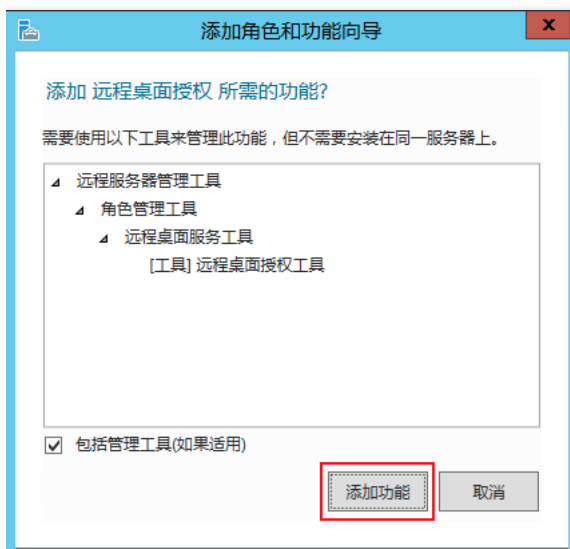 添加角色和功能向导
x
添加 远程桌面授权 所需的功能?
需要使用以下工具来管理此功能，但不需要安装在同一服务器上。
远程服务器管理工具
角色管理工具
远程桌面服务工具
[工具] 远程桌面授权工具
包括管理工具(如果适用)
添加功能 取消